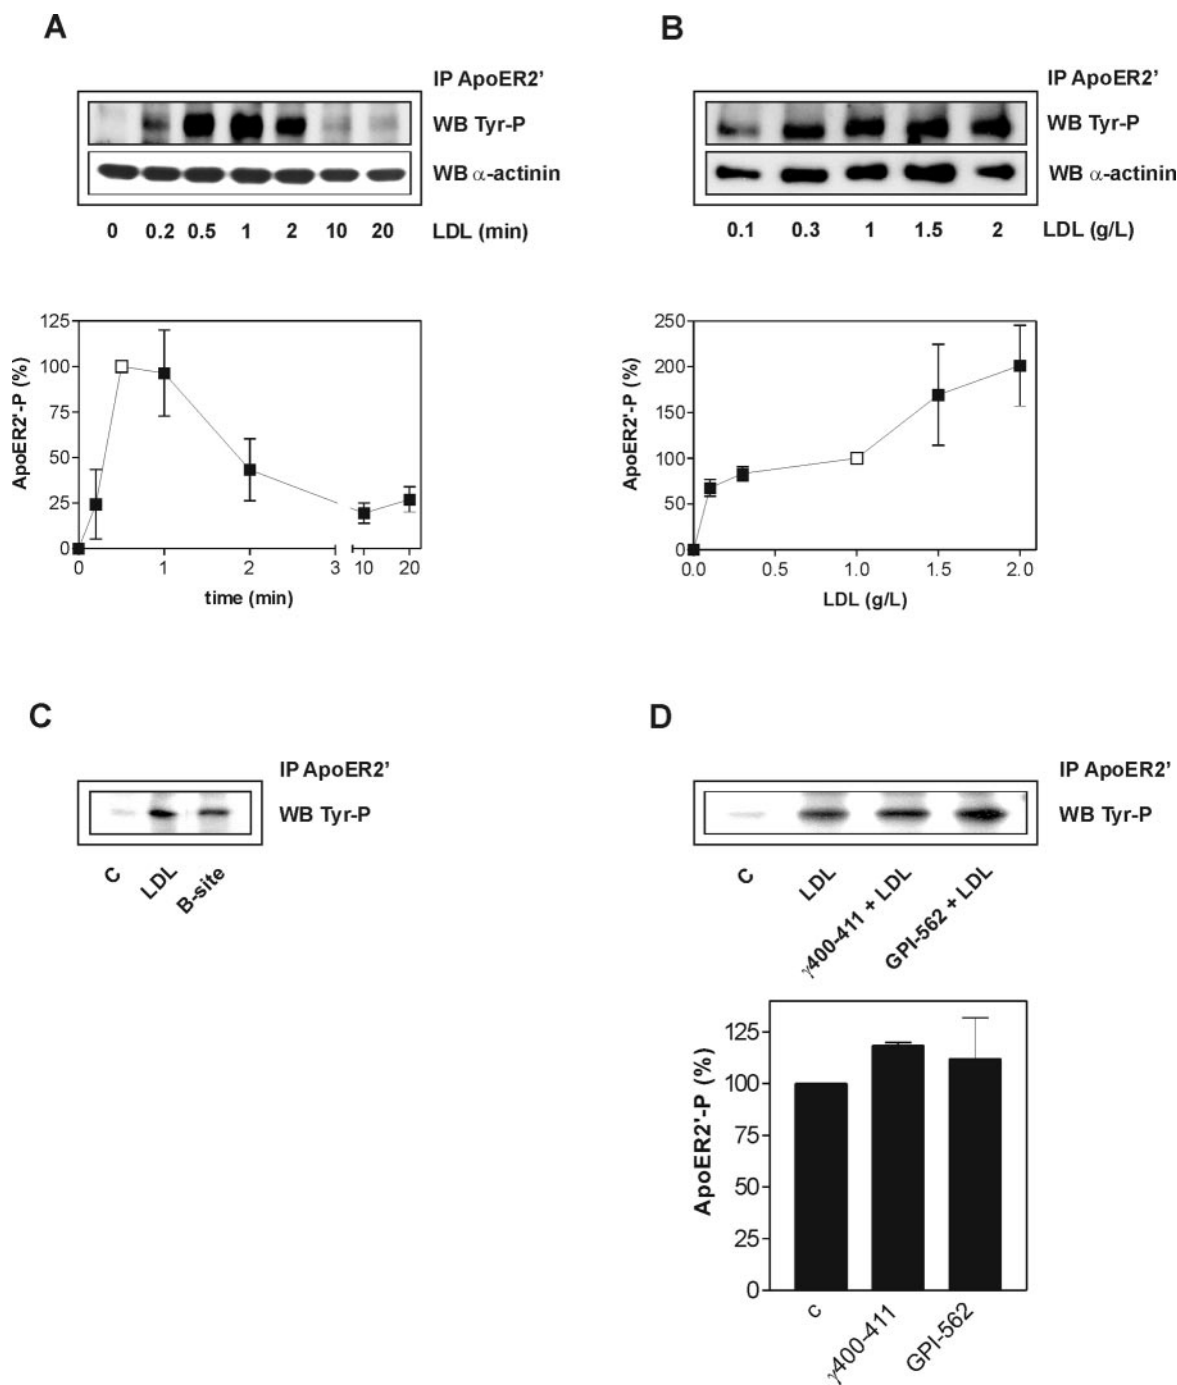 A
IP ApoER2'
WB Tyr-P
WB α-actinin
0 0.2 0.5 1 2 10 20 LDL (min)
125
100
75
50
25
0
ApoER2'-P (%)
0 1 2 3 10 20
time (min)
B
IP ApoER2'
WB Tyr-P
WB α-actinin
0.1 0.3 1 1.5 2 LDL (g/L)
250
200
150
100
50
0
ApoER2'-P (%)
0.0 0.5 1.0 1.5 2.0
LDL (g/L)
C
IP ApoER2'
WB Tyr-P
C
LDL
B-site
D
IP ApoER2'
WB Tyr-P
C
LDL
γ400-411 + LDL
GPI-562 + LDL
125
100
75
50
25
0
ApoER2'-P (%)
C
γ400-411
GPI-562